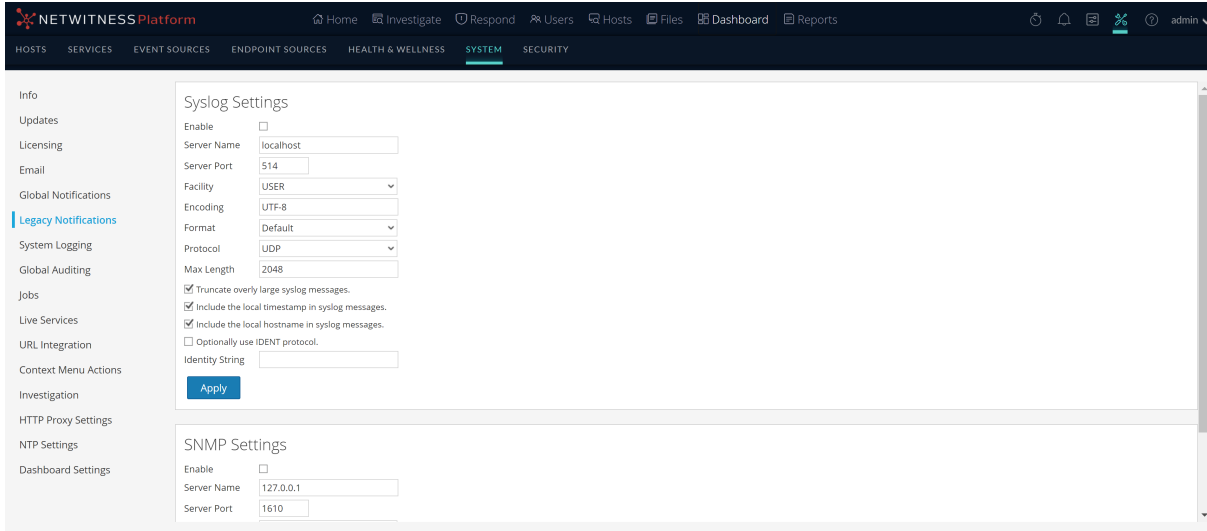 NETWITNESS Platform
Home Investigate Respond Users Hosts Files Dashboard Reports
admin
HOSTS SERVICES EVENT SOURCES ENDPOINT SOURCES HEALTH & WELLNESS SYSTEM SECURITY
Info
Updates
Licensing
Email
Global Notifications
Legacy Notifications
System Logging
Global Auditing
Jobs
Live Services
URL Integration
Context Menu Actions
Investigation
HTTP Proxy Settings
NTP Settings
Dashboard Settings
Syslog Settings
Enable
Server Name localhost
Server Port 514
Facility USER
Encoding UTF-8
Format Default
Protocol UDP
Max Length 2048
Truncate overly large syslog messages.
Include the local timestamp in syslog messages.
Include the local hostname in syslog messages.
Optionally use IDENT protocol.
Identity String
Apply
SNMP Settings
Enable
Server Name 127.0.0.1
Server Port 1610